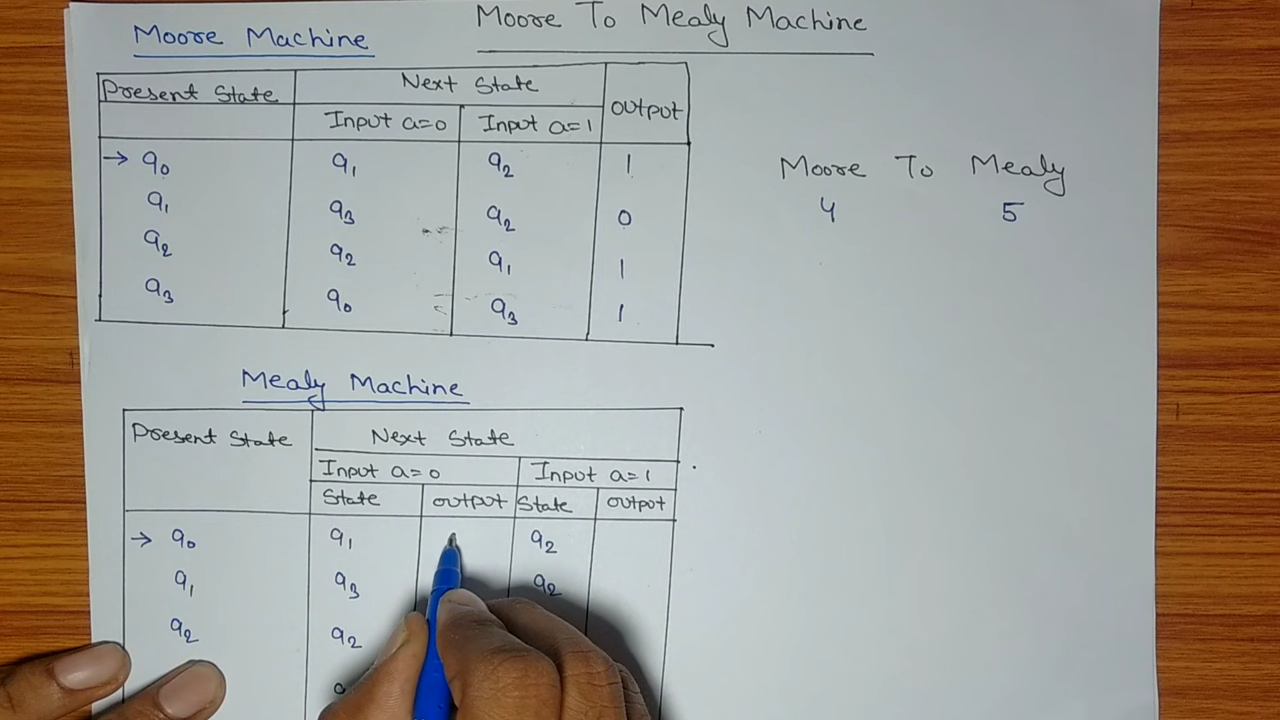 Moore To Mealy Machine
Moore Machine
Present State Next State output
Input a=0 Input a=1
→ q0 q1 q2 1
q1 q3 q2 0
q2 q2 q1 1
q3 q0 q3 1
Moore To Mealy
4 5
Mealy Machine
Present State Next State
Input a=0 Input a=1
State output State output
→ q0 q1 q2
q1 q3 q2
q2 q2